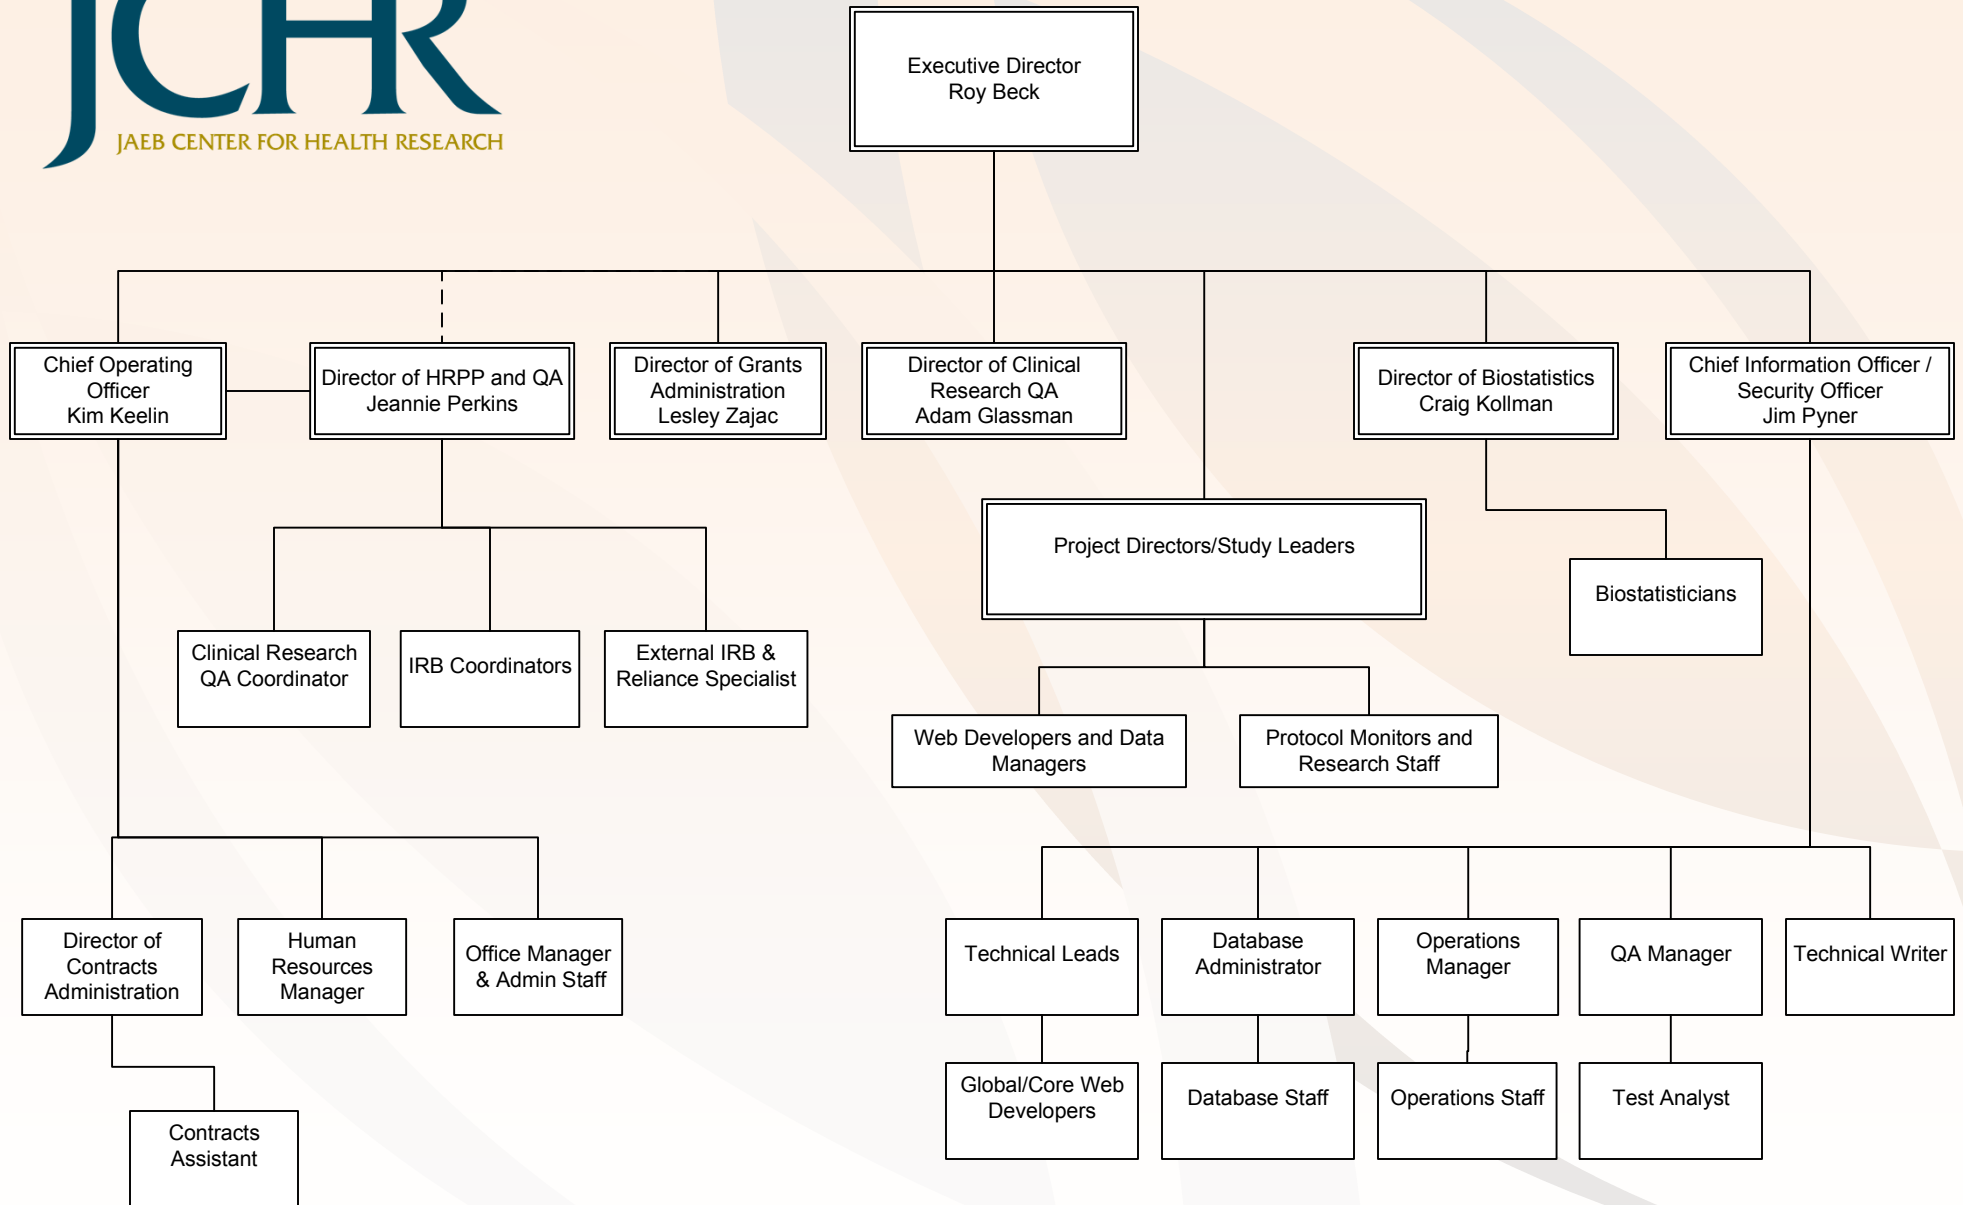 JCHR
JAEB CENTER FOR HEALTH RESEARCH
Executive Director
Roy Beck
Chief Operating
Officer
Kim Keelin
Director of HRPP and QA
Jeannie Perkins
Director of Grants
Administration
Lesley Zajac
Director of Clinical
Research QA
Adam Glassman
Director of Biostatistics
Craig Kollman
Chief Information Officer /
Security Officer
Jim Pyner
Project Directors/Study Leaders
Biostatisticians
Clinical Research
QA Coordinator
IRB Coordinators
External IRB &
Reliance Specialist
Web Developers and Data
Managers
Protocol Monitors and
Research Staff
Director of
Contracts
Administration
Human
Resources
Manager
Office Manager
& Admin Staff
Technical Leads
Database
Administrator
Operations
Manager
QA Manager
Technical Writer
Global/Core Web
Developers
Database Staff
Operations Staff
Test Analyst
Contracts
Assistant